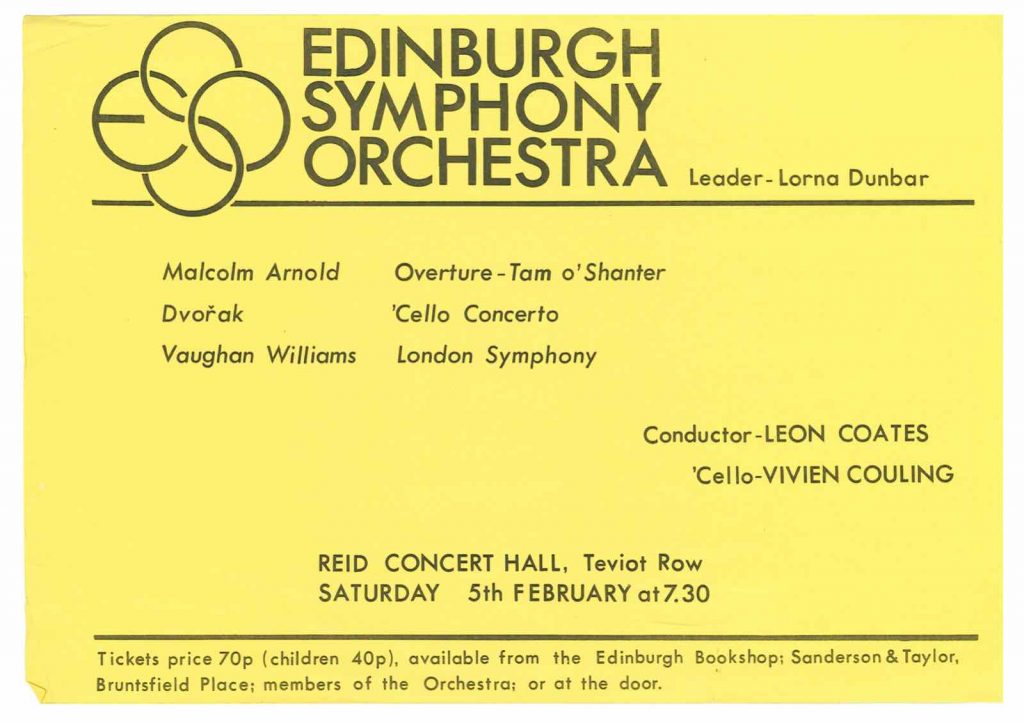 ESO
EDINBURGH
SYMPHONY
ORCHESTRA
Leader-Lorna Dunbar
Malcolm Arnold Overture-Tam o'Shanter
Dvořak 'Cello Concerto
Vaughan Williams London Symphony
Conductor-LEON COATES
'Cello-VIVIEN COULING
REID CONCERT HALL, Teviot Row
SATURDAY 5th FEBRUARY at 7.30
Tickets price 70p (children 40p), available from the Edinburgh Bookshop; Sanderson & Taylor,
Bruntsfield Place; members of the Orchestra; or at the door.